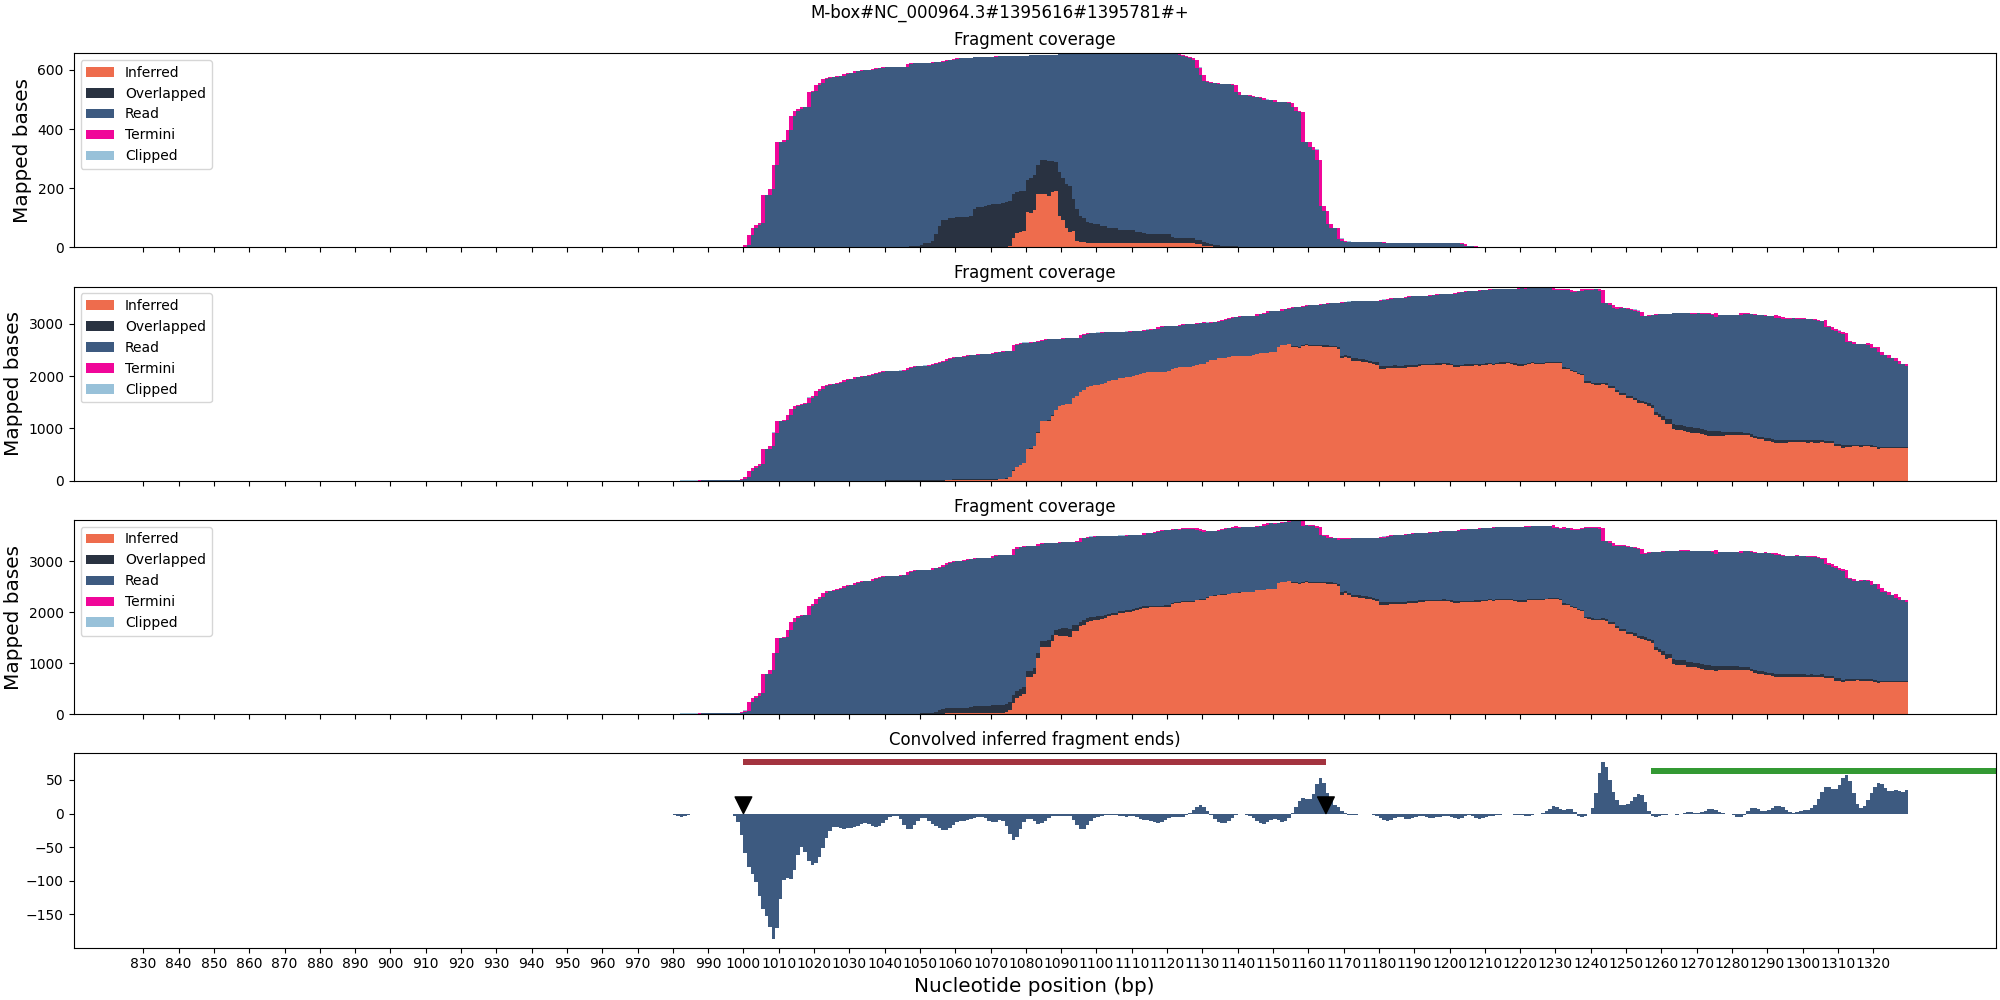 M-box#NC_000964.3#1395616#1395781#+
Fragment coverage
Mapped bases
600
400
200
0
Inferred
Overlapped
Read
Termini
Clipped
Fragment coverage
Mapped bases
3000
2000
1000
0
Inferred
Overlapped
Read
Termini
Clipped
Fragment coverage
Mapped bases
3000
2000
1000
0
Inferred
Overlapped
Read
Termini
Clipped
Convolved inferred fragment ends)
50
0
−50
−100
−150
830 840 850 860 870 880 890 900 910 920 930 940 950 960 970 980 990 1000 1010 1020 1030 1040 1050 1060 1070 1080 1090 1100 1110 1120 1130 1140 1150 1160 1170 1180 1190 1200 1210 1220 1230 1240 1250 1260 1270 1280 1290 1300 1310 1320
Nucleotide position (bp)